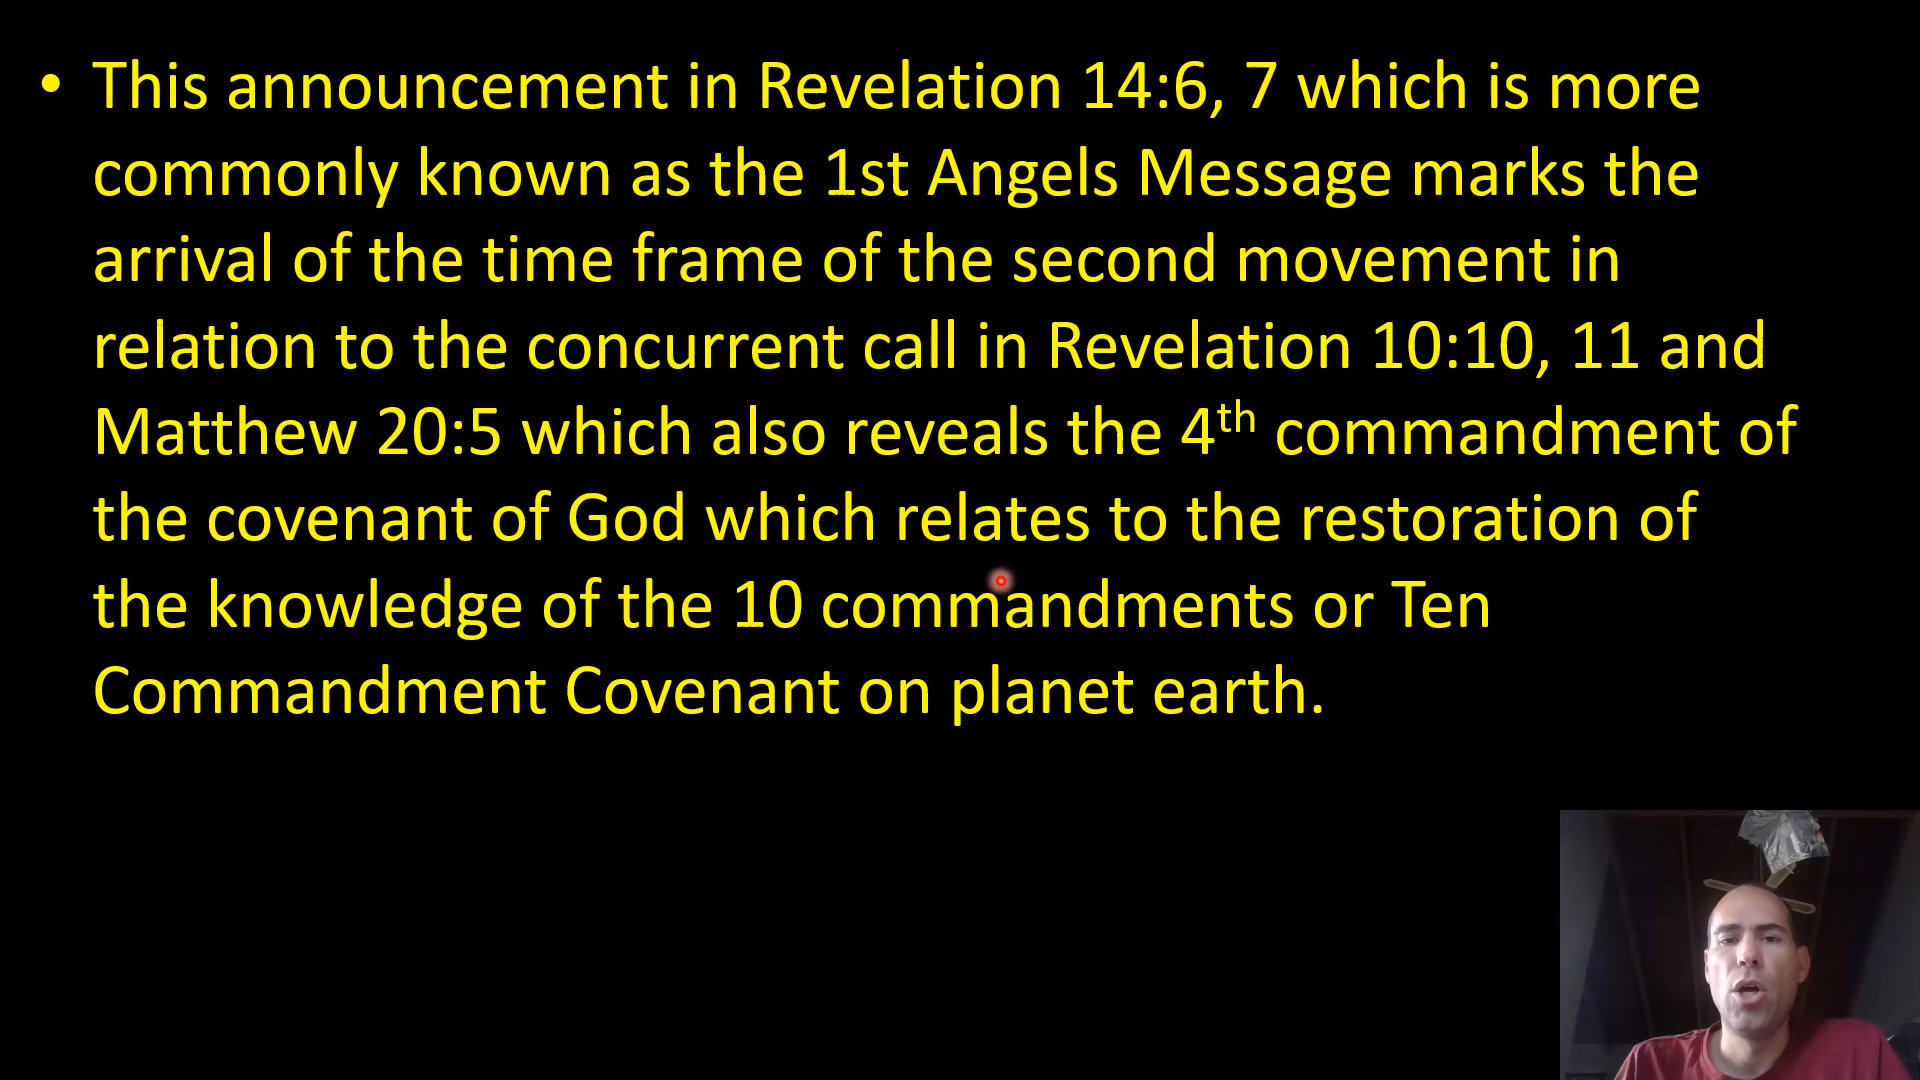 • This announcement in Revelation 14:6, 7 which is more
commonly known as the 1st Angels Message marks the
arrival of the time frame of the second movement in
relation to the concurrent call in Revelation 10:10, 11 and
Matthew 20:5 which also reveals the 4th commandment of
the covenant of God which relates to the restoration of
the knowledge of the 10 commandments or Ten
Commandment Covenant on planet earth.